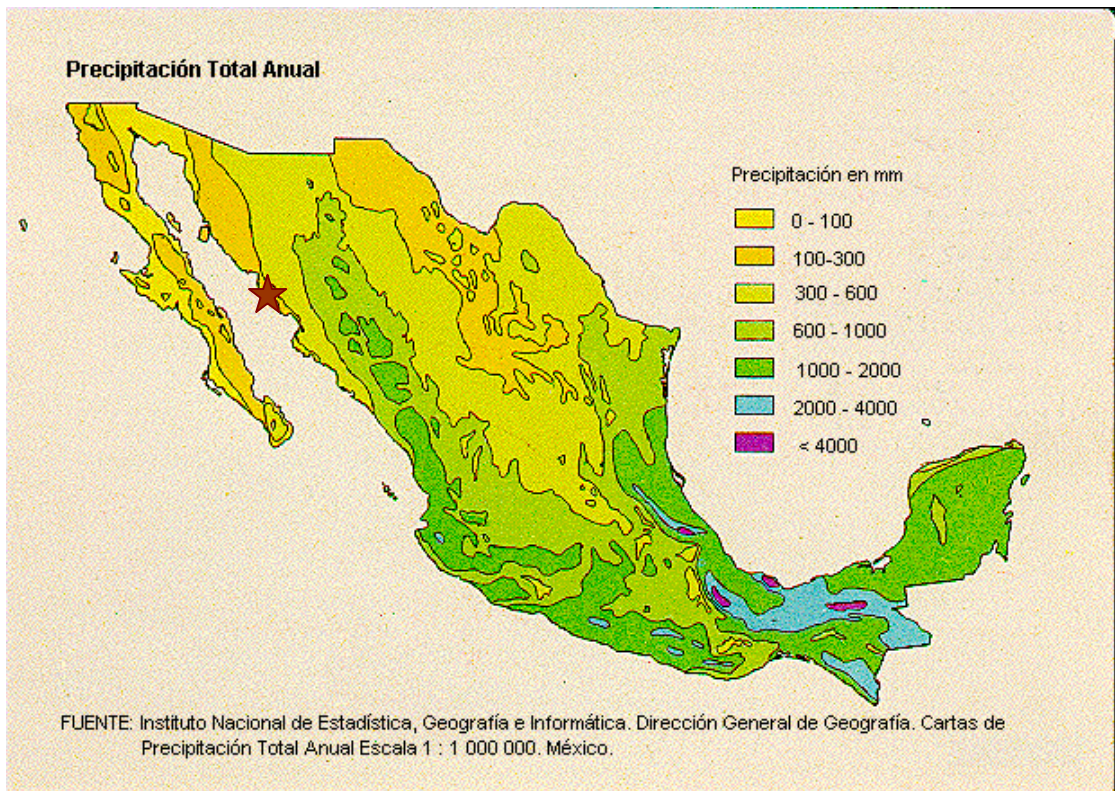 Precipitación Total Anual
Precipitación en mm
0 - 100
100-300
300 - 600
600 - 1000
1000 - 2000
2000 - 4000
< 4000
FUENTE: Instituto Nacional de Estadística, Geografía e Informática. Dirección General de Geografía. Cartas de
Precipitación Total Anual Escala 1 : 1 000 000. México.